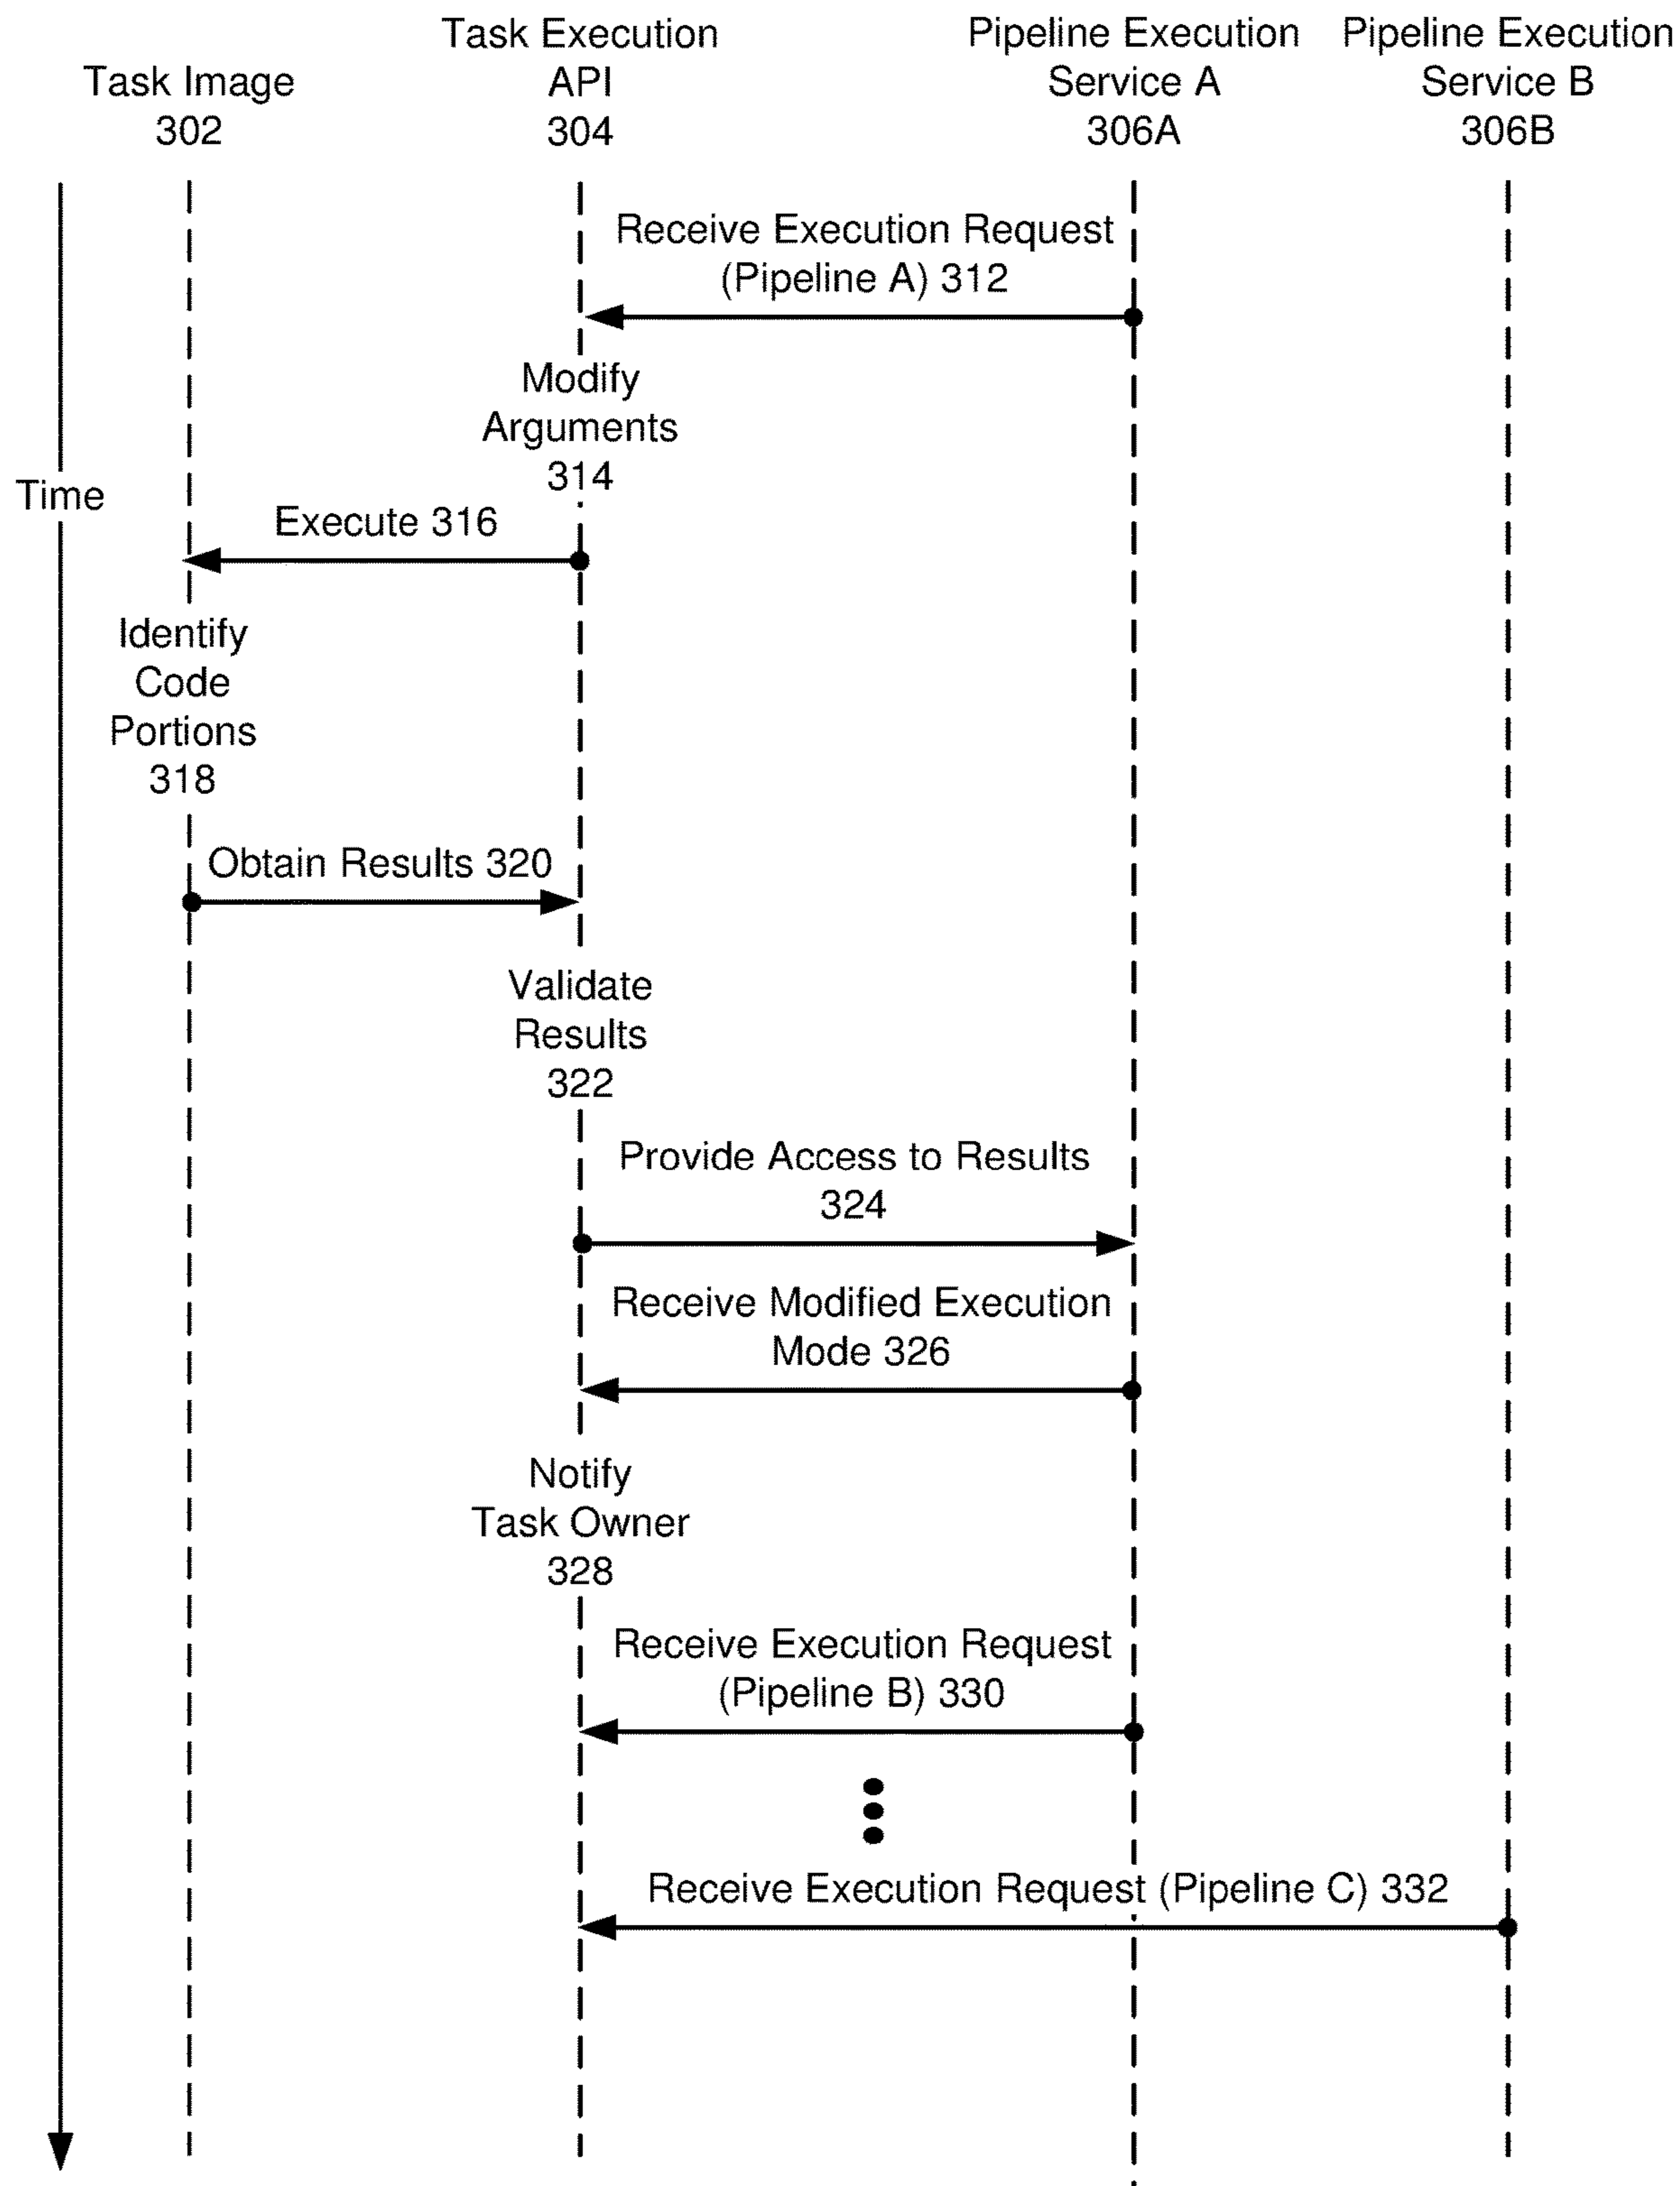 Task Image
302
Task Execution
API
304
Pipeline Execution
Service A
306A
Pipeline Execution
Service B
306B
Time
Receive Execution Request
(Pipeline A) 312
Modify
Arguments
314
Execute 316
Identify
Code
Portions
318
Obtain Results 320
Validate
Results
322
Provide Access to Results
324
Receive Modified Execution
Mode 326
Notify
Task Owner
328
Receive Execution Request
(Pipeline B) 330
Receive Execution Request (Pipeline C) 332